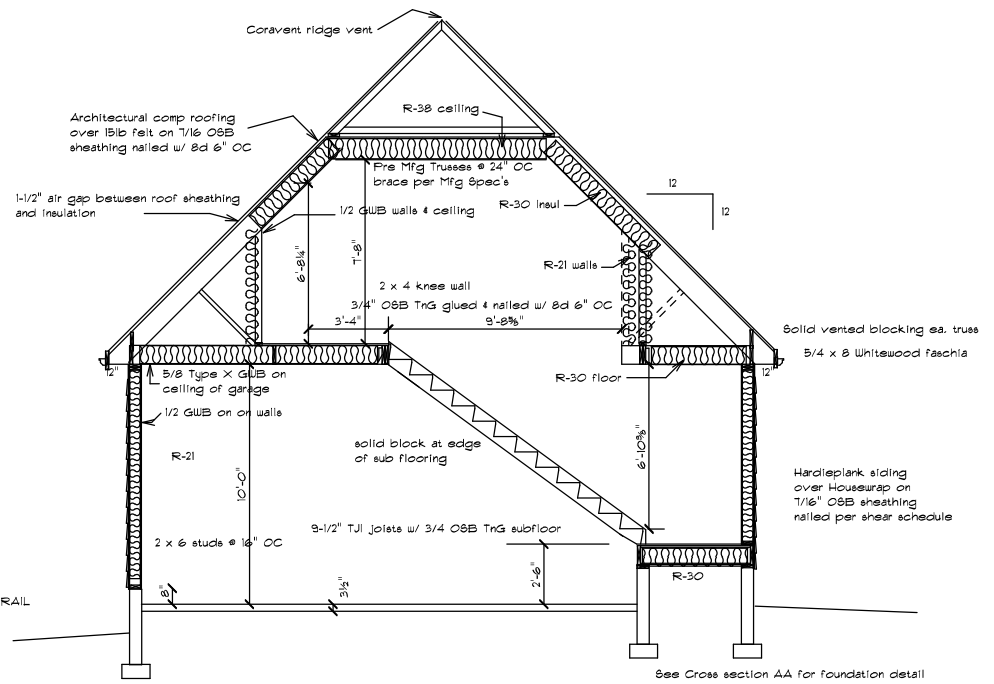 Coravent ridge vent
R-38 ceiling
Architectural comp roofing
over 15lb felt on 7/16 OSB
sheathing nailed w/ 8d 6" OC
Pre Mfg Trusses @ 24" OC
brace per Mfg Spec's
12
12
1-1/2" air gap between roof sheathing
and insulation
1/2 GWB walls & ceiling
R-30 insul
6'-8¼"
7'-8"
R-21 walls
2 x 4 knee wall
3/4" OSB TnG glued & nailed w/ 8d 6" OC
3'-4"
9'-8⅝"
Solid vented blocking ea. truss
5/4 x 8 Whitewood faschia
12"
12"
5/8 Type X GWB on
ceiling of garage
R-30 floor
1/2 GWB on on walls
R-21
solid block at edge
of sub flooring
6'-10⅝"
10'-0"
Hardieplank siding
over Housewrap on
7/16" OSB sheathing
nailed per shear schedule
9-1/2" TJI joists w/ 3/4 OSB TnG subfloor
2 x 6 studs @ 16" OC
2'-6"
R-30
8"
3½"
RAIL
See Cross section AA for foundation detail